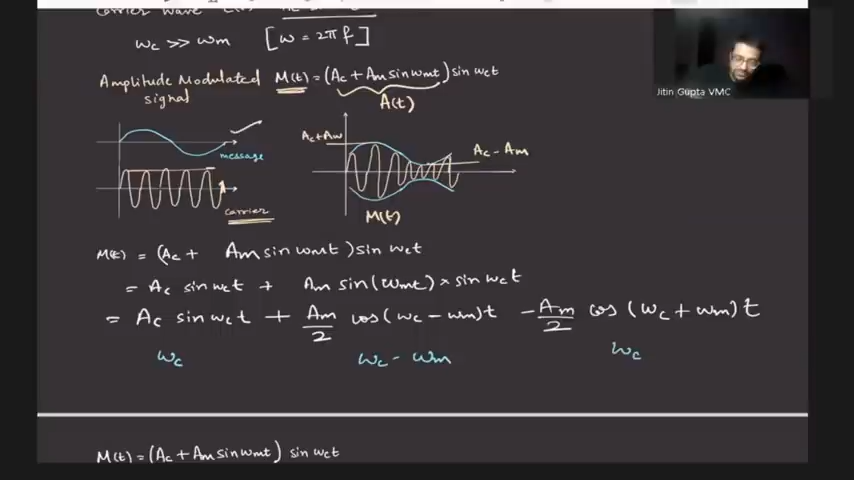 carrier wave
ωc >> ωm [ω = 2πf]
Jitin Gupta VMC
Amplitude Modulated signal M(t) = (Ac + Am sin ωmt) sin ωct
A(t)
message
carrier
Ac+Am
Ac - Am
M(t)
M(t) = (Ac + Am sin ωmt) sin ωct
= Ac sin ωct + Am sin(ωmt) × sin ωct
= Ac sin ωct + Am/2 cos(ωc - ωm)t - Am/2 cos (ωc + ωm)t
ωc ωc - ωm ωc
M(t) = (Ac + Am sin ωmt) sin ωct